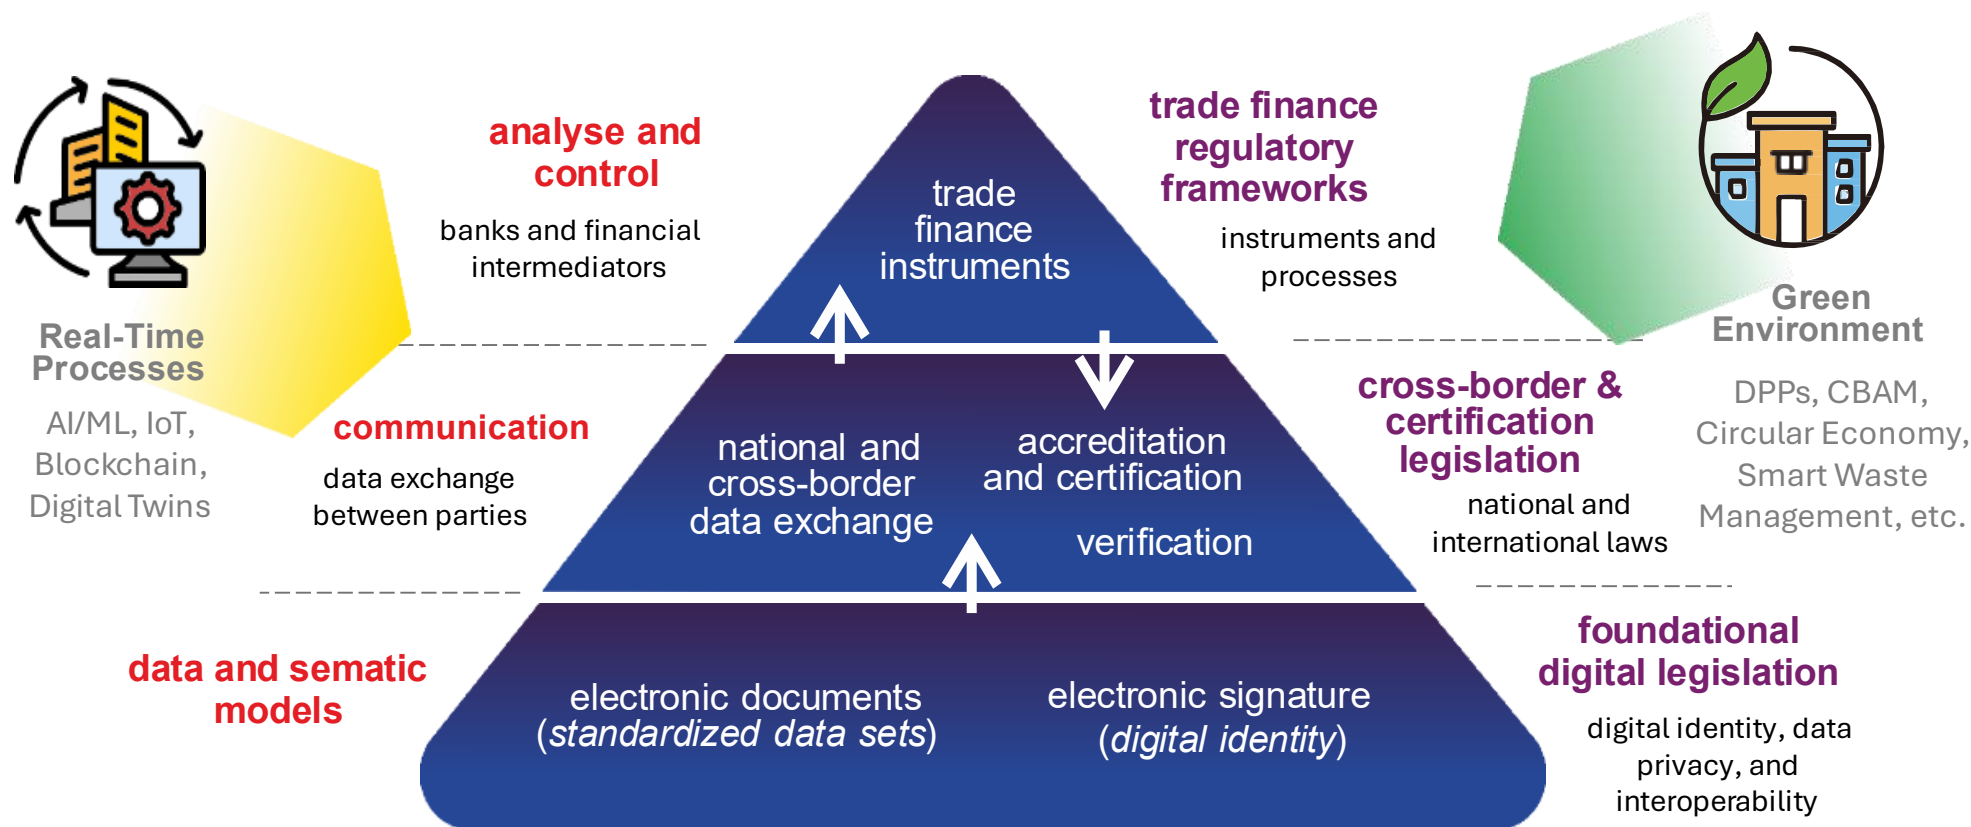 analyse and
control
banks and financial
intermediators
trade
finance
instruments
trade finance
regulatory
frameworks
instruments and
processes
Real-Time
Processes
AI/ML, IoT,
Blockchain,
Digital Twins
Green
Environment
DPPs, CBAM,
Circular Economy,
Smart Waste
Management, etc.
communication
data exchange
between parties
national and
cross-border
data exchange
accreditation
and certification
verification
cross-border &
certification
legislation
national and
international laws
data and sematic
models
electronic documents
(standardized data sets)
electronic signature
(digital identity)
foundational
digital legislation
digital identity, data
privacy, and
interoperability